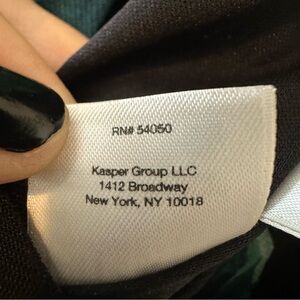 RN# 54050
Kasper Group LLC
1412 Broadway
New York, NY 10018